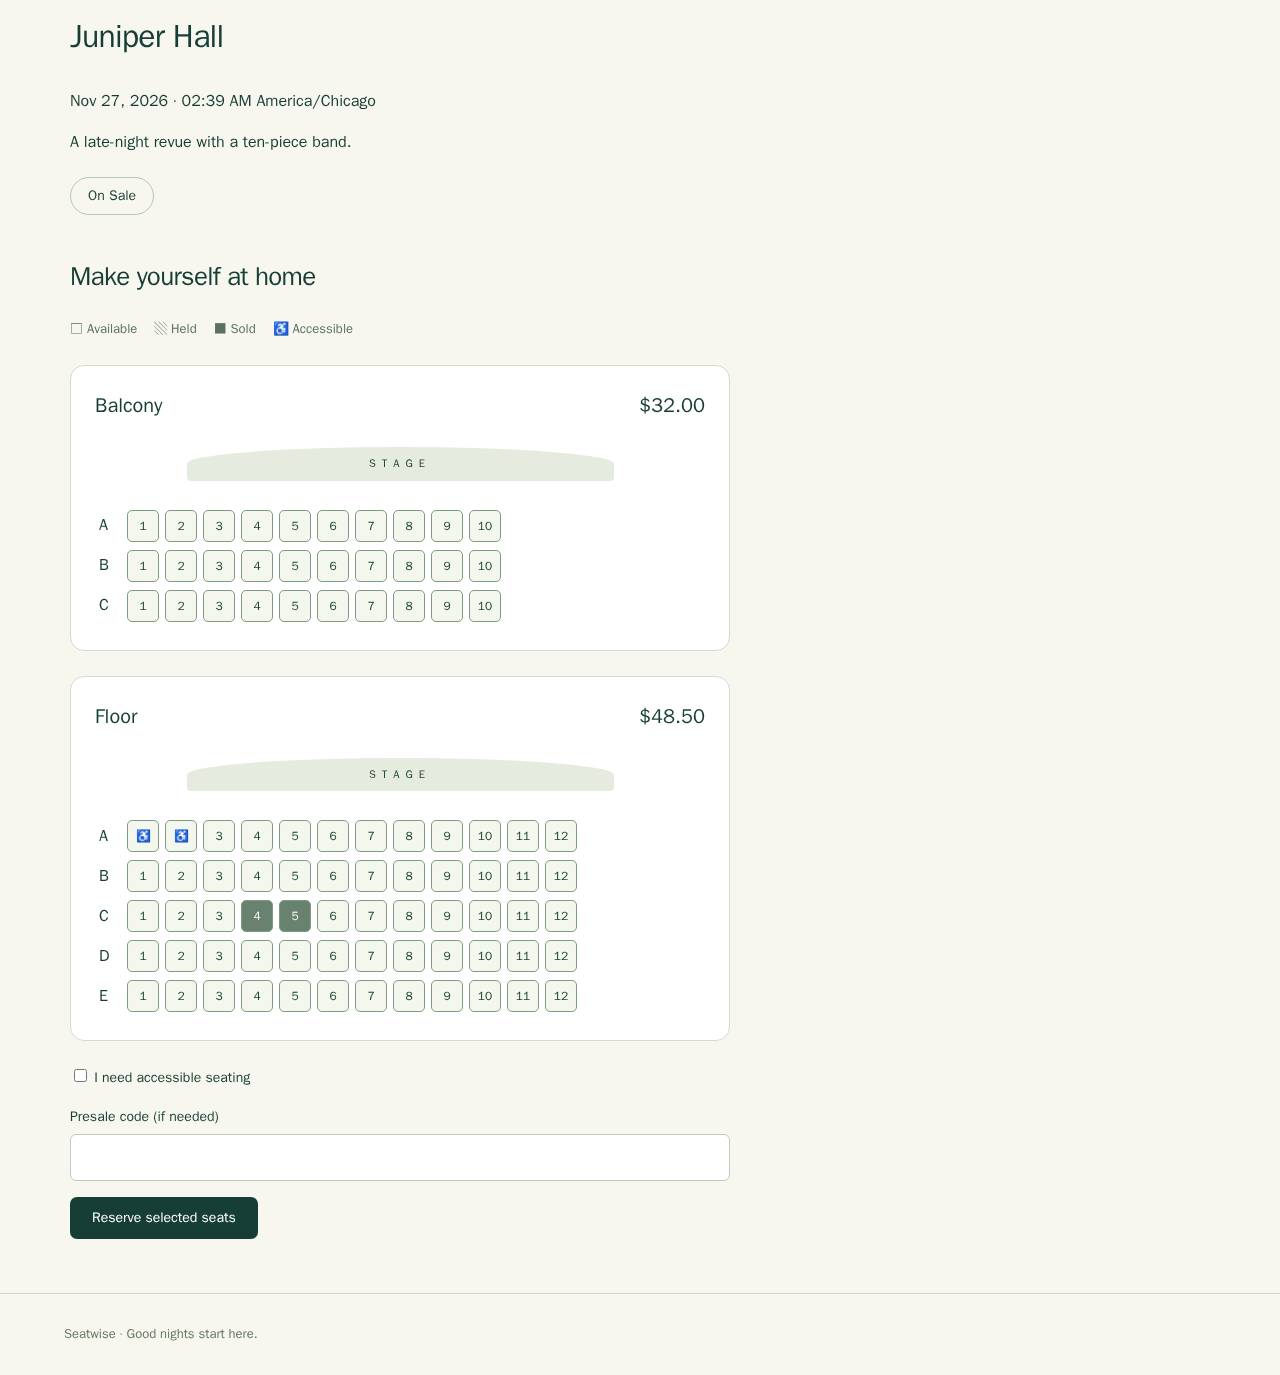 Juniper Hall
Nov 27, 2026 · 02:39 AM America/Chicago
A late-night revue with a ten-piece band.
On Sale
Make yourself at home
□ Available ▧ Held ■ Sold ♿ Accessible
Balcony $32.00
STAGE
A 1 2 3 4 5 6 7 8 9 10
B 1 2 3 4 5 6 7 8 9 10
C 1 2 3 4 5 6 7 8 9 10
Floor $48.50
STAGE
A ♿ ♿ 3 4 5 6 7 8 9 10 11 12
B 1 2 3 4 5 6 7 8 9 10 11 12
C 1 2 3 4 5 6 7 8 9 10 11 12
D 1 2 3 4 5 6 7 8 9 10 11 12
E 1 2 3 4 5 6 7 8 9 10 11 12
I need accessible seating
Presale code (if needed)
Reserve selected seats
Seatwise · Good nights start here.